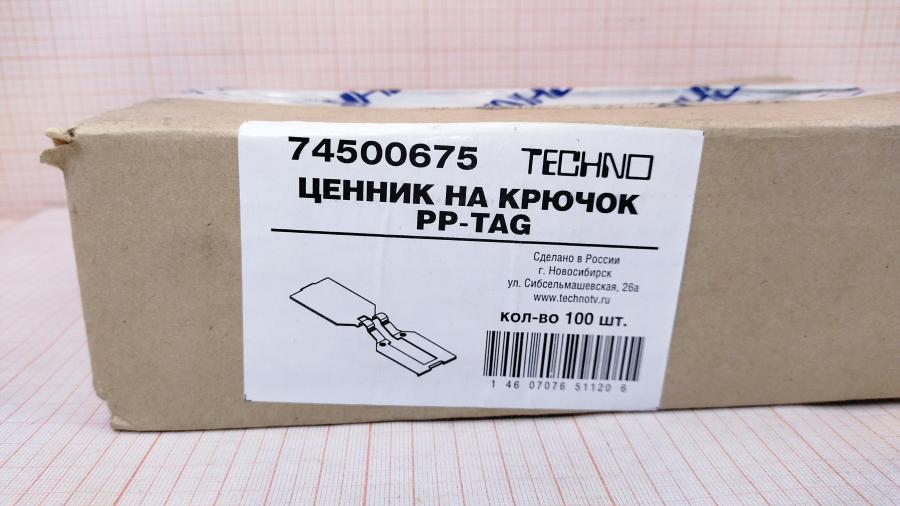 74500675 TECHNO
ЦЕННИК НА КРЮЧОК
PP-TAG
Сделано в России
г. Новосибирск
ул. Сибсельмашевская, 26а
www.technotv.ru
кол-во 100 шт.
1 46 07076 51120 6